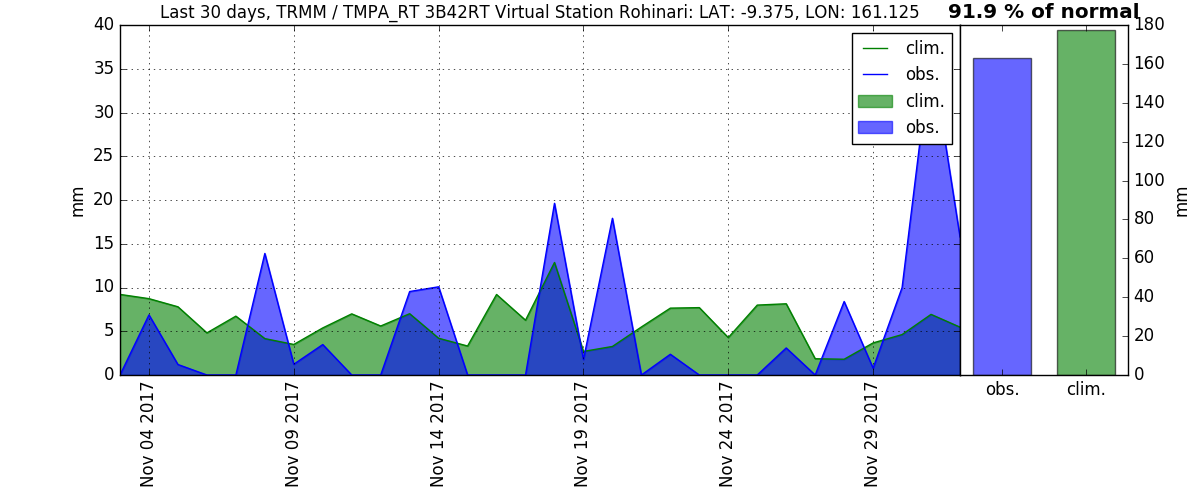 Last 30 days, TRMM / TMPA_RT 3B42RT Virtual Station Rohinari: LAT: -9.375, LON: 161.125
91.9 % of normal
40
35
30
25
20
15
10
5
0
mm
clim.
obs.
clim.
obs.
Nov 04 2017
Nov 09 2017
Nov 14 2017
Nov 19 2017
Nov 24 2017
Nov 29 2017
180
160
140
120
100
80
60
40
20
0
mm
obs.
clim.